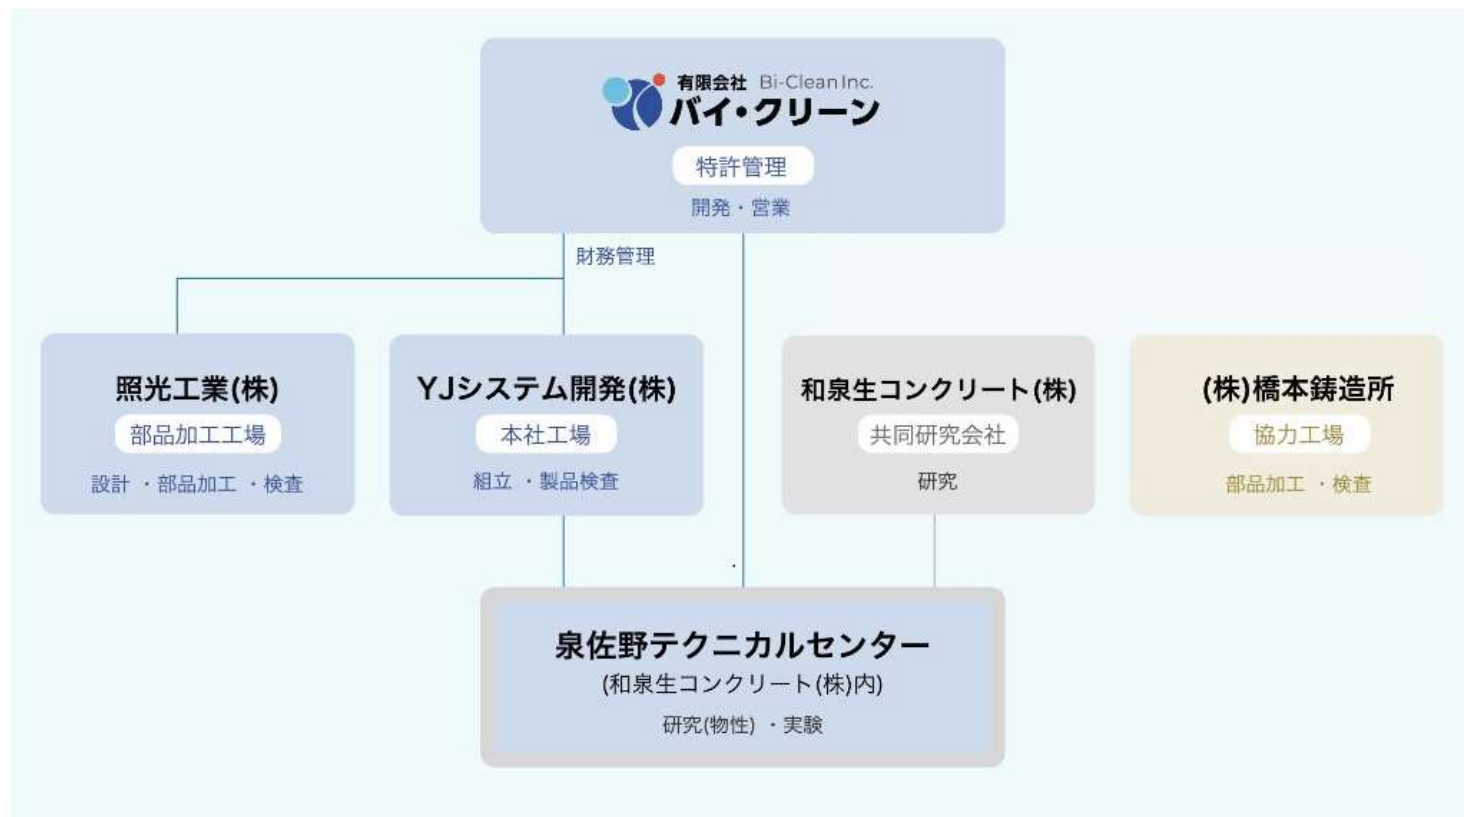 有限会社 Bi-Clean Inc.
バイ・クリーン
特許管理
開発・営業
財務管理
照光工業(株)
部品加工工場
設計 ・部品加工 ・検査
YJシステム開発(株)
本社工場
組立 ・製品検査
和泉生コンクリート(株)
共同研究会社
研究
(株)橋本鋳造所
協力工場
部品加工 ・検査
泉佐野テクニカルセンター
(和泉生コンクリート(株)内)
研究(物性) ・実験